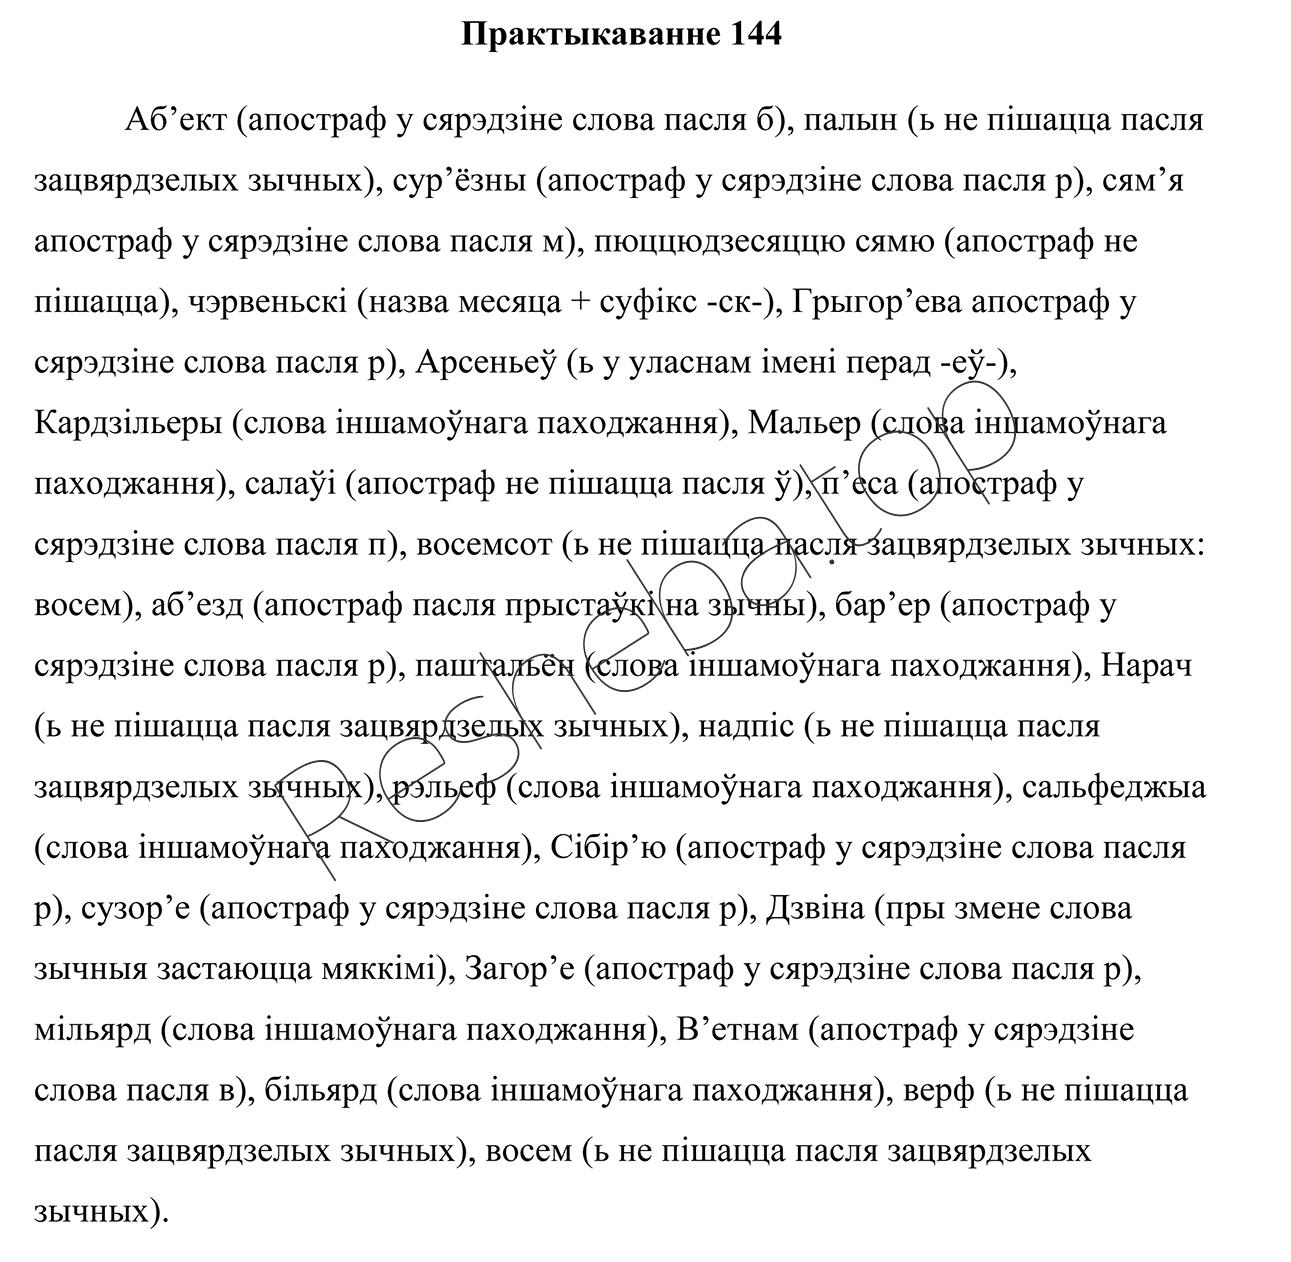 Практыкаванне 144
Аб’ект (апостраф у сярэдзіне слова пасля б), палын (ь не пішацца пасля
зацвярдзелых зычных), сур’ёзны (апостраф у сярэдзіне слова пасля р), сям’я
апостраф у сярэдзіне слова пасля м), пюццюдзесяццю сямю (апостраф не
пішацца), чэрвеньскі (назва месяца + суфікс -ск-), Грыгор’ева апостраф у
сярэдзіне слова пасля р), Арсеньеў (ь у уласнам імені перад -еў-),
Кардзільеры (слова іншамоўнага паходжання), Мальер (слова іншамоўнага
паходжання), салаўі (апостраф не пішацца пасля ў), п’еса (апостраф у
сярэдзіне слова пасля п), восемсот (ь не пішацца пасля зацвярдзелых зычных:
восем), аб’езд (апостраф пасля прыстаўкі на зычны), бар’ер (апостраф у
сярэдзіне слова пасля р), паштальён (слова іншамоўнага паходжання), Нарач
(ь не пішацца пасля зацвярдзелых зычных), надпіс (ь не пішацца пасля
зацвярдзелых зычных), рэльеф (слова іншамоўнага паходжання), сальфеджыа
(слова іншамоўнага паходжання), Сібір’ю (апостраф у сярэдзіне слова пасля
р), сузор’е (апостраф у сярэдзіне слова пасля р), Дзвіна (пры змене слова
зычныя застаюцца мяккімі), Загор’е (апостраф у сярэдзіне слова пасля р),
мільярд (слова іншамоўнага паходжання), В’етнам (апостраф у сярэдзіне
слова пасля в), більярд (слова іншамоўнага паходжання), верф (ь не пішацца
пасля зацвярдзелых зычных), восем (ь не пішацца пасля зацвярдзелых
зычных).
Resheba.top